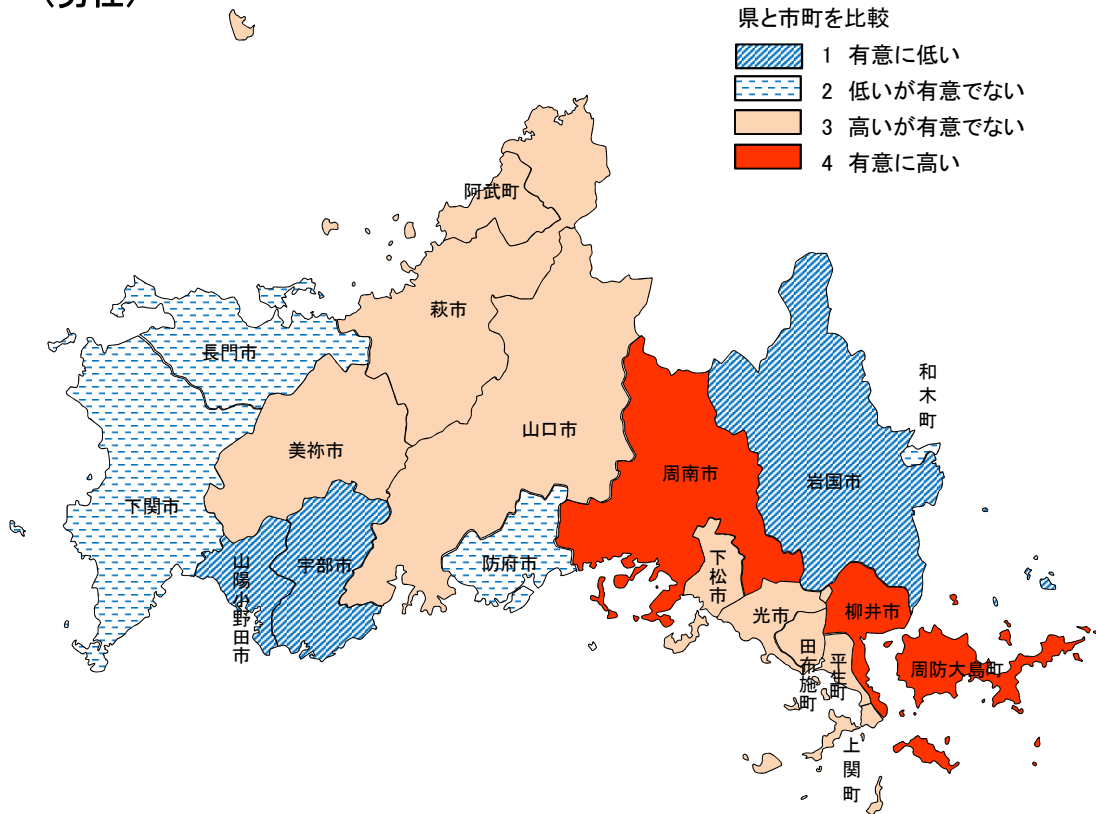 (男性)
県と市町を比較
1 有意に低い
2 低いが有意でない
3 高いが有意でない
4 有意に高い
阿武町
萩市
長門市
和木町
山口市
美祢市
周南市
岩国市
下関市
防府市
宇部市
山陽小野田市
下松市
光市
柳井市
田布施町
平生町
周防大島町
上関町